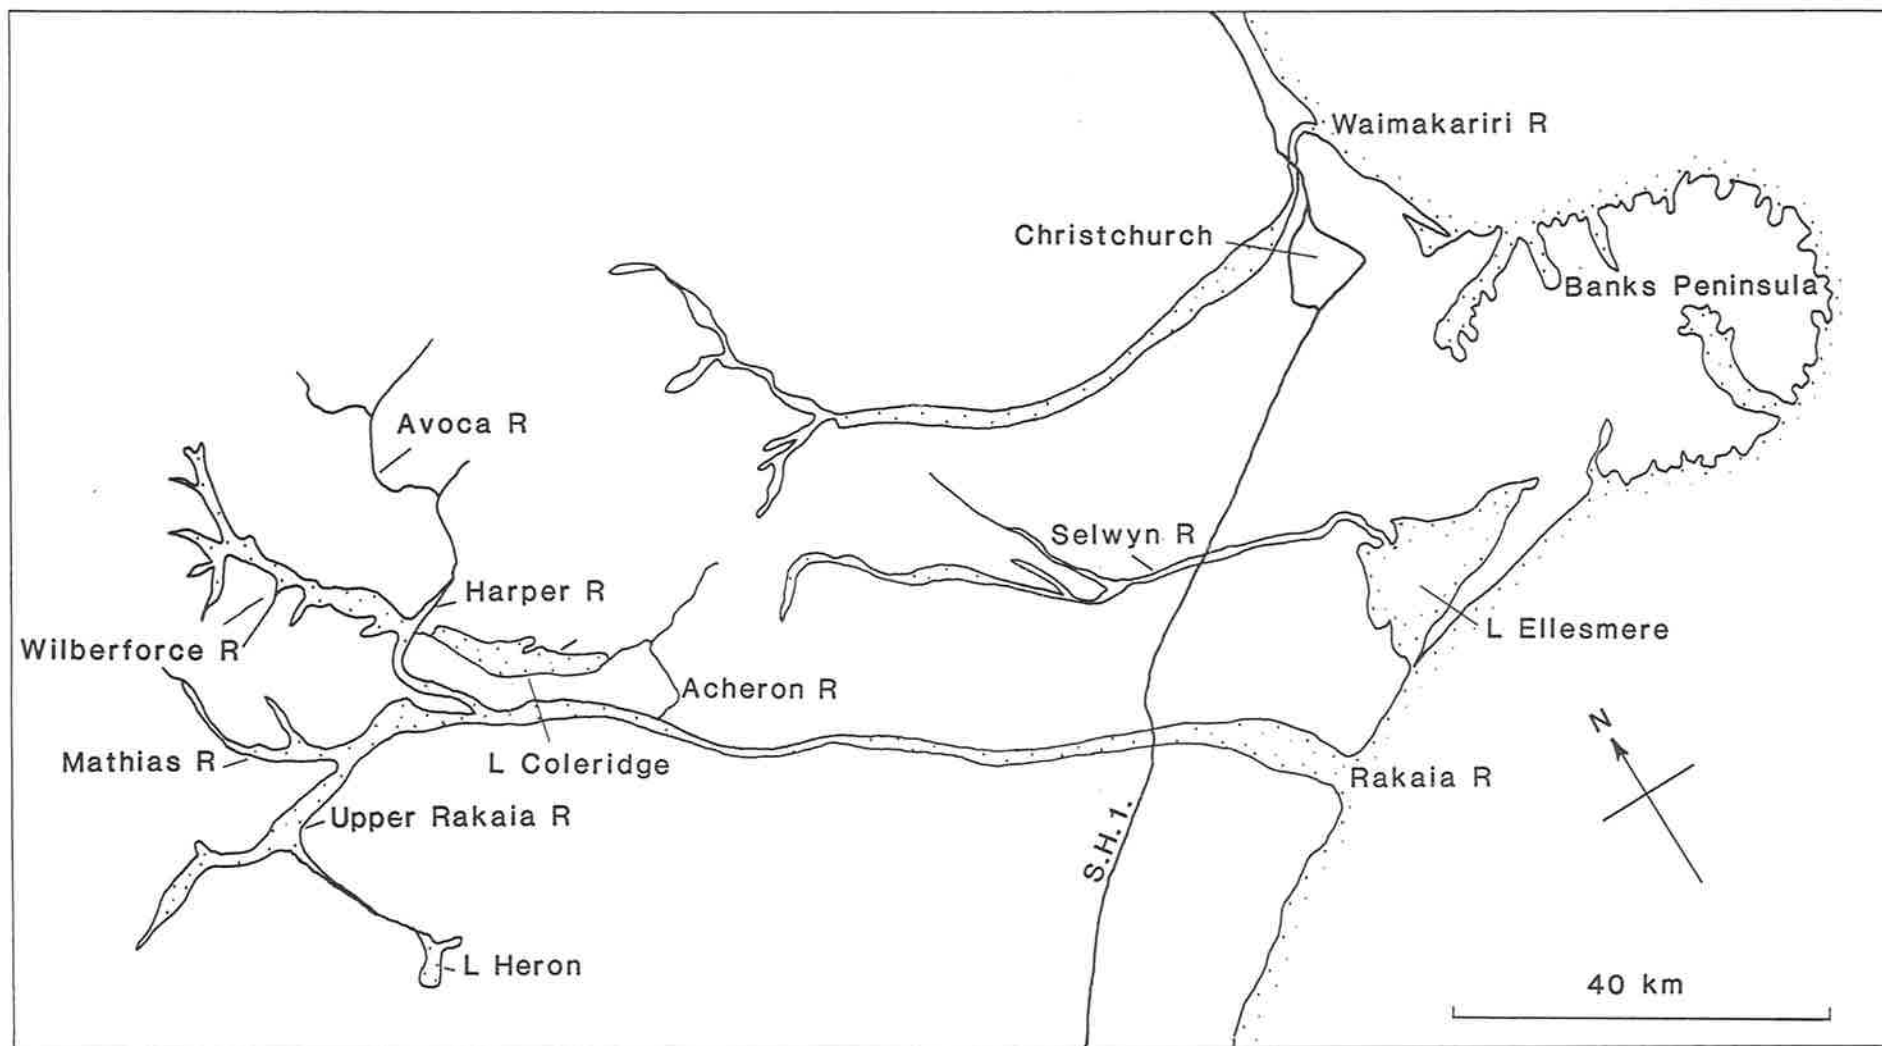 Waimakariri R
Christchurch
Banks Peninsula
Avoca R
Selwyn R
Harper R
L Ellesmere
Wilberforce R
Acheron R
Mathias R
L Coleridge
Rakaia R
Upper Rakaia R
S.H.1.
N
L Heron
40 km